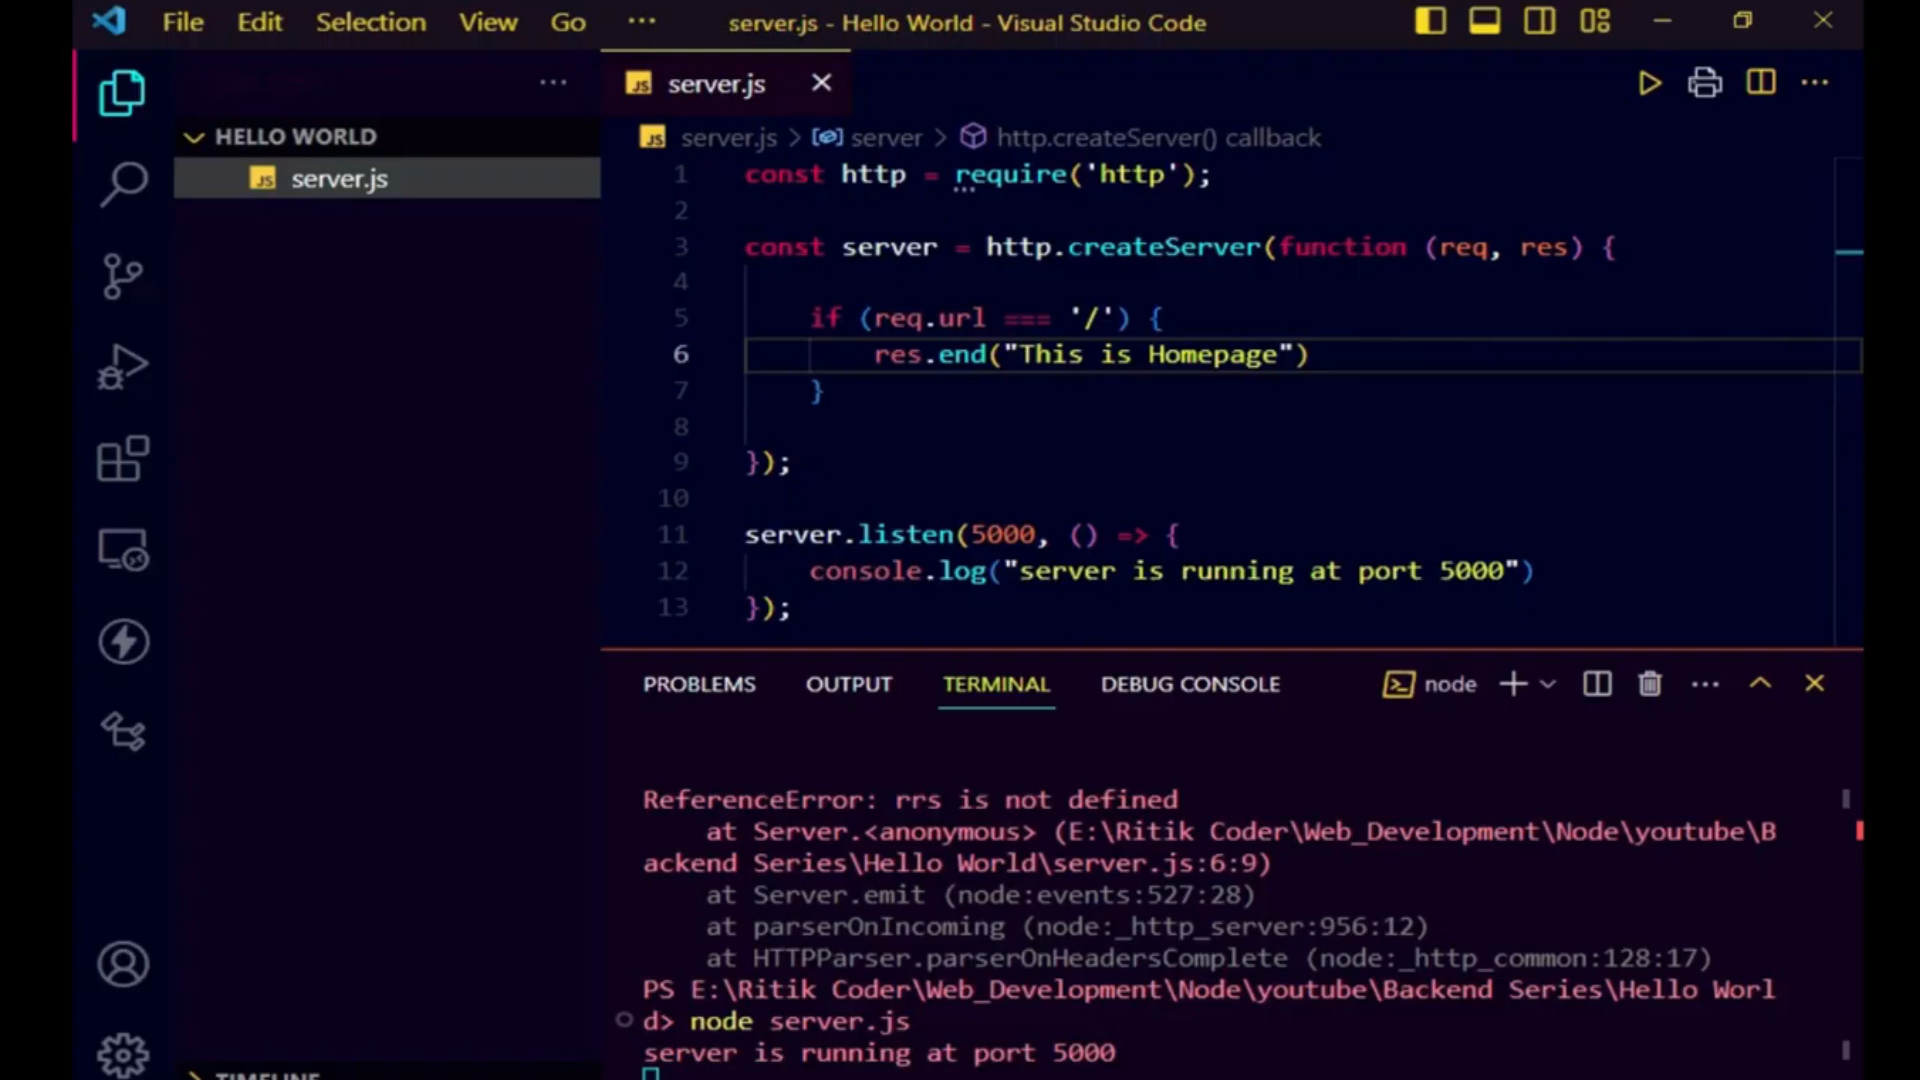 File Edit Selection View Go ··· server.js - Hello World - Visual Studio Code
··· JS server.js
HELLO WORLD
JS server.js
JS server.js > server > http.createServer() callback
1 const http = require('http');
2
3 const server = http.createServer(function (req, res) {
4
5 if (req.url === '/') {
6 res.end("This is Homepage")
7 }
8
9 });
10
11 server.listen(5000, () => {
12 console.log("server is running at port 5000")
13 });
PROBLEMS OUTPUT TERMINAL DEBUG CONSOLE node
ReferenceError: rrs is not defined
at Server.<anonymous> (E:\Ritik Coder\Web_Development\Node\youtube\B
ackend Series\Hello World\server.js:6:9)
at Server.emit (node:events:527:28)
at parserOnIncoming (node:_http_server:956:12)
at HTTPParser.parserOnHeadersComplete (node:_http_common:128:17)
PS E:\Ritik Coder\Web_Development\Node\youtube\Backend Series\Hello Worl
d> node server.js
server is running at port 5000
TIMELINE